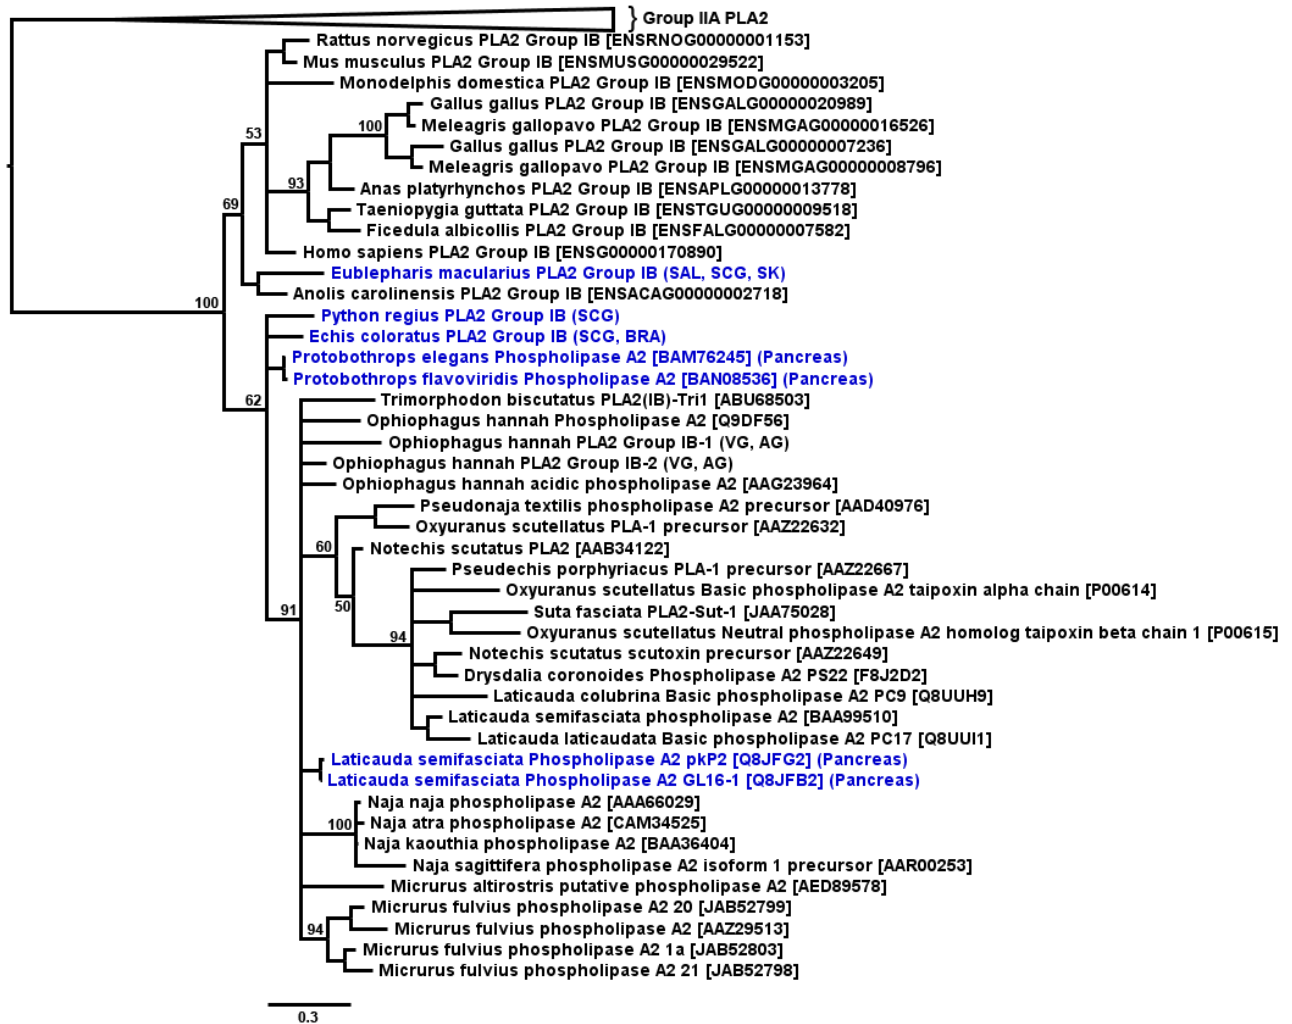 } Group IIA PLA2
Rattus norvegicus PLA2 Group IB [ENSRNOG00000001153]
Mus musculus PLA2 Group IB [ENSMUSG00000029522]
Monodelphis domestica PLA2 Group IB [ENSMODG00000003205]
Gallus gallus PLA2 Group IB [ENSGALG00000020989]
100
Meleagris gallopavo PLA2 Group IB [ENSMGAG00000016526]
53
Gallus gallus PLA2 Group IB [ENSGALG00000007236]
Meleagris gallopavo PLA2 Group IB [ENSMGAG00000008796]
93
Anas platyrhynchos PLA2 Group IB [ENSAPLG00000013778]
69
Taeniopygia guttata PLA2 Group IB [ENSTGUG00000009518]
Ficedula albicollis PLA2 Group IB [ENSFALG00000007582]
Homo sapiens PLA2 Group IB [ENSG00000170890]
Eublepharis macularius PLA2 Group IB (SAL, SCG, SK)
Anolis carolinensis PLA2 Group IB [ENSACAG00000002718]
100
Python regius PLA2 Group IB (SCG)
Echis coloratus PLA2 Group IB (SCG, BRA)
Protobothrops elegans Phospholipase A2 [BAM76245] (Pancreas)
Protobothrops flavoviridis Phospholipase A2 [BAN08536] (Pancreas)
62
Trimorphodon biscutatus PLA2(IB)-Tri1 [ABU68503]
Ophiophagus hannah Phospholipase A2 [Q9DF56]
Ophiophagus hannah PLA2 Group IB-1 (VG, AG)
Ophiophagus hannah PLA2 Group IB-2 (VG, AG)
Ophiophagus hannah acidic phospholipase A2 [AAG23964]
Pseudonaja textilis phospholipase A2 precursor [AAD40976]
Oxyuranus scutellatus PLA-1 precursor [AAZ22632]
60
Notechis scutatus PLA2 [AAB34122]
Pseudechis porphyriacus PLA-1 precursor [AAZ22667]
Oxyuranus scutellatus Basic phospholipase A2 taipoxin alpha chain [P00614]
91
50
Suta fasciata PLA2-Sut-1 [JAA75028]
Oxyuranus scutellatus Neutral phospholipase A2 homolog taipoxin beta chain 1 [P00615]
94
Notechis scutatus scutoxin precursor [AAZ22649]
Drysdalia coronoides Phospholipase A2 PS22 [F8J2D2]
Laticauda colubrina Basic phospholipase A2 PC9 [Q8UUH9]
Laticauda semifasciata phospholipase A2 [BAA99510]
Laticauda laticaudata Basic phospholipase A2 PC17 [Q8UUI1]
Laticauda semifasciata Phospholipase A2 pkP2 [Q8JFG2] (Pancreas)
Laticauda semifasciata Phospholipase A2 GL16-1 [Q8JFB2] (Pancreas)
Naja naja phospholipase A2 [AAA66029]
100
Naja atra phospholipase A2 [CAM34525]
Naja kaouthia phospholipase A2 [BAA36404]
Naja sagittifera phospholipase A2 isoform 1 precursor [AAR00253]
Micrurus altirostris putative phospholipase A2 [AED89578]
Micrurus fulvius phospholipase A2 20 [JAB52799]
94
Micrurus fulvius phospholipase A2 [AAZ29513]
Micrurus fulvius phospholipase A2 1a [JAB52803]
Micrurus fulvius phospholipase A2 21 [JAB52798]
0.3